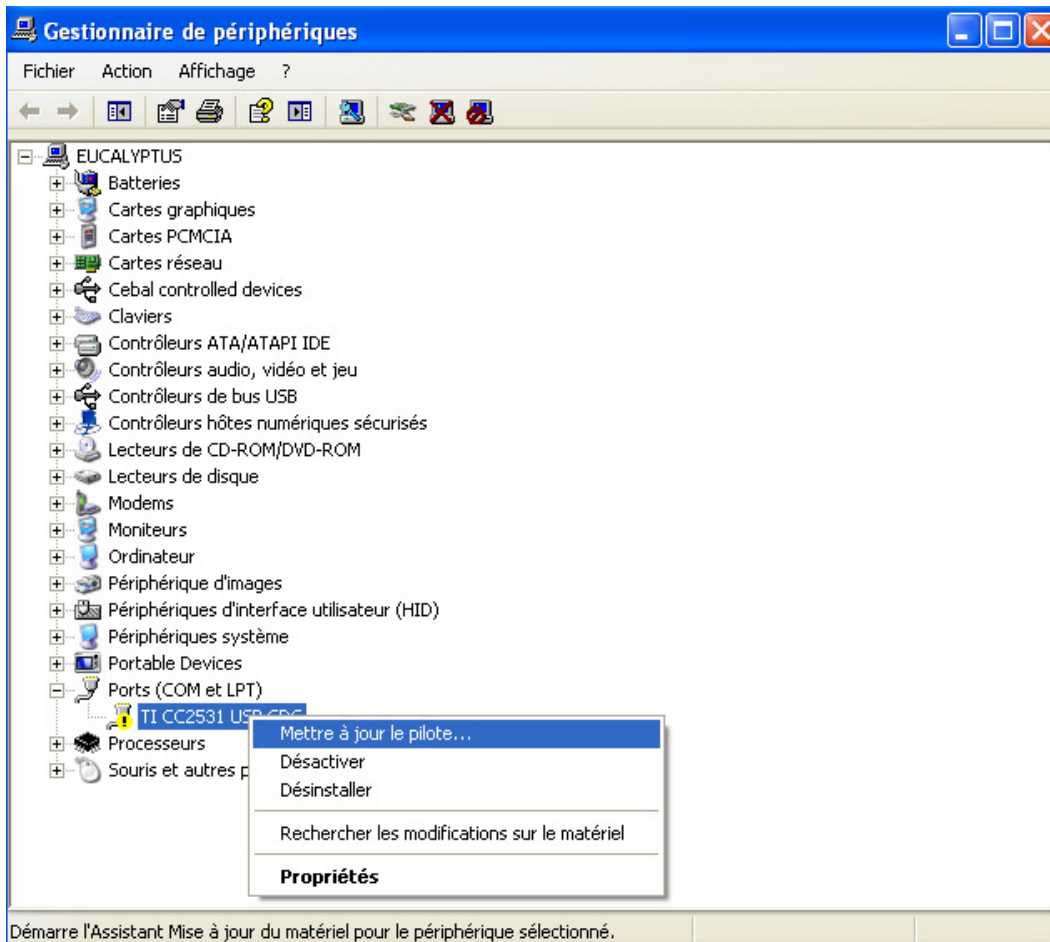 Gestionnaire de périphériques
Fichier Action Affichage ?
EUCALYPTUS
Batteries
Cartes graphiques
Cartes PCMCIA
Cartes réseau
Cebal controlled devices
Claviers
Contrôleurs ATA/ATAPI IDE
Contrôleurs audio, vidéo et jeu
Contrôleurs de bus USB
Contrôleurs hôtes numériques sécurisés
Lecteurs de CD-ROM/DVD-ROM
Lecteurs de disque
Modems
Moniteurs
Ordinateur
Périphérique d'images
Périphériques d'interface utilisateur (HID)
Périphériques système
Portable Devices
Ports (COM et LPT)
TI CC2531 USB CDC
Processeurs
Souris et autres p
Mettre à jour le pilote...
Désactiver
Désinstaller
Rechercher les modifications sur le matériel
Propriétés
Démarre l'Assistant Mise à jour du matériel pour le périphérique sélectionné.